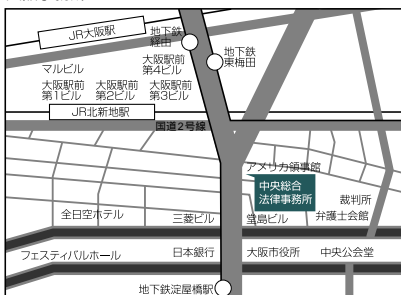 JR大阪駅
地下鉄
経田
地下鉄
東梅田
マルビル
大阪駅前
第4ビル
大阪駅前
第1ビル
大阪駅前
第2ビル
大阪駅前
第3ビル
JR北新地駅
国道2号線
アメリカ領事館
中央総合
法律事務所
裁判所
弁護士会館
全日空ホテル
三菱ビル
堂島ビル
フェスティバルホール
日本銀行
大阪市役所
中央公会堂
地下鉄淀屋橋駅